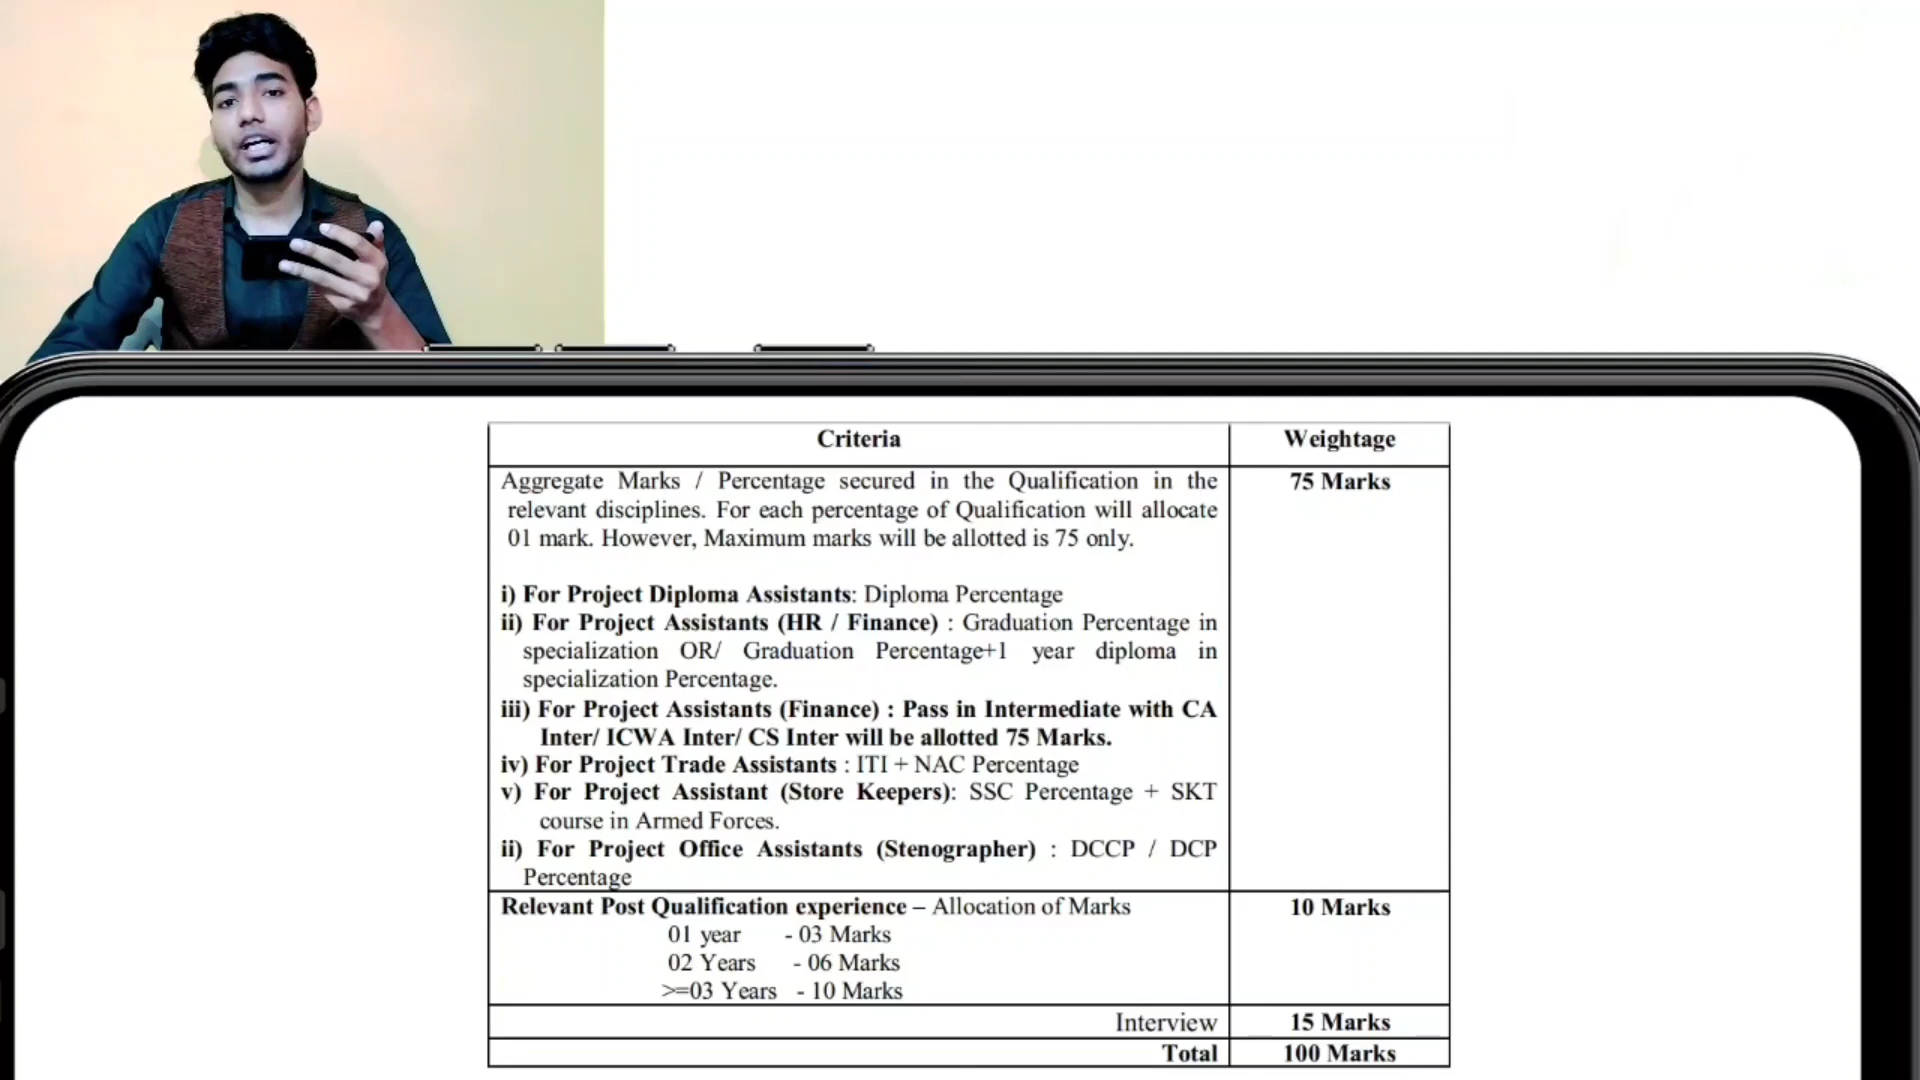 Criteria
Weightage
Aggregate Marks / Percentage secured in the Qualification in the
relevant disciplines. For each percentage of Qualification will allocate
01 mark. However, Maximum marks will be allotted is 75 only.
75 Marks
i) For Project Diploma Assistants: Diploma Percentage
ii) For Project Assistants (HR / Finance) : Graduation Percentage in
specialization OR/ Graduation Percentage+1 year diploma in
specialization Percentage.
iii) For Project Assistants (Finance) : Pass in Intermediate with CA
Inter/ ICWA Inter/ CS Inter will be allotted 75 Marks.
iv) For Project Trade Assistants : ITI + NAC Percentage
v) For Project Assistant (Store Keepers): SSC Percentage + SKT
course in Armed Forces.
ii) For Project Office Assistants (Stenographer) : DCCP / DCP
Percentage
Relevant Post Qualification experience – Allocation of Marks
10 Marks
01 year - 03 Marks
02 Years - 06 Marks
>=03 Years - 10 Marks
Interview
15 Marks
Total
100 Marks